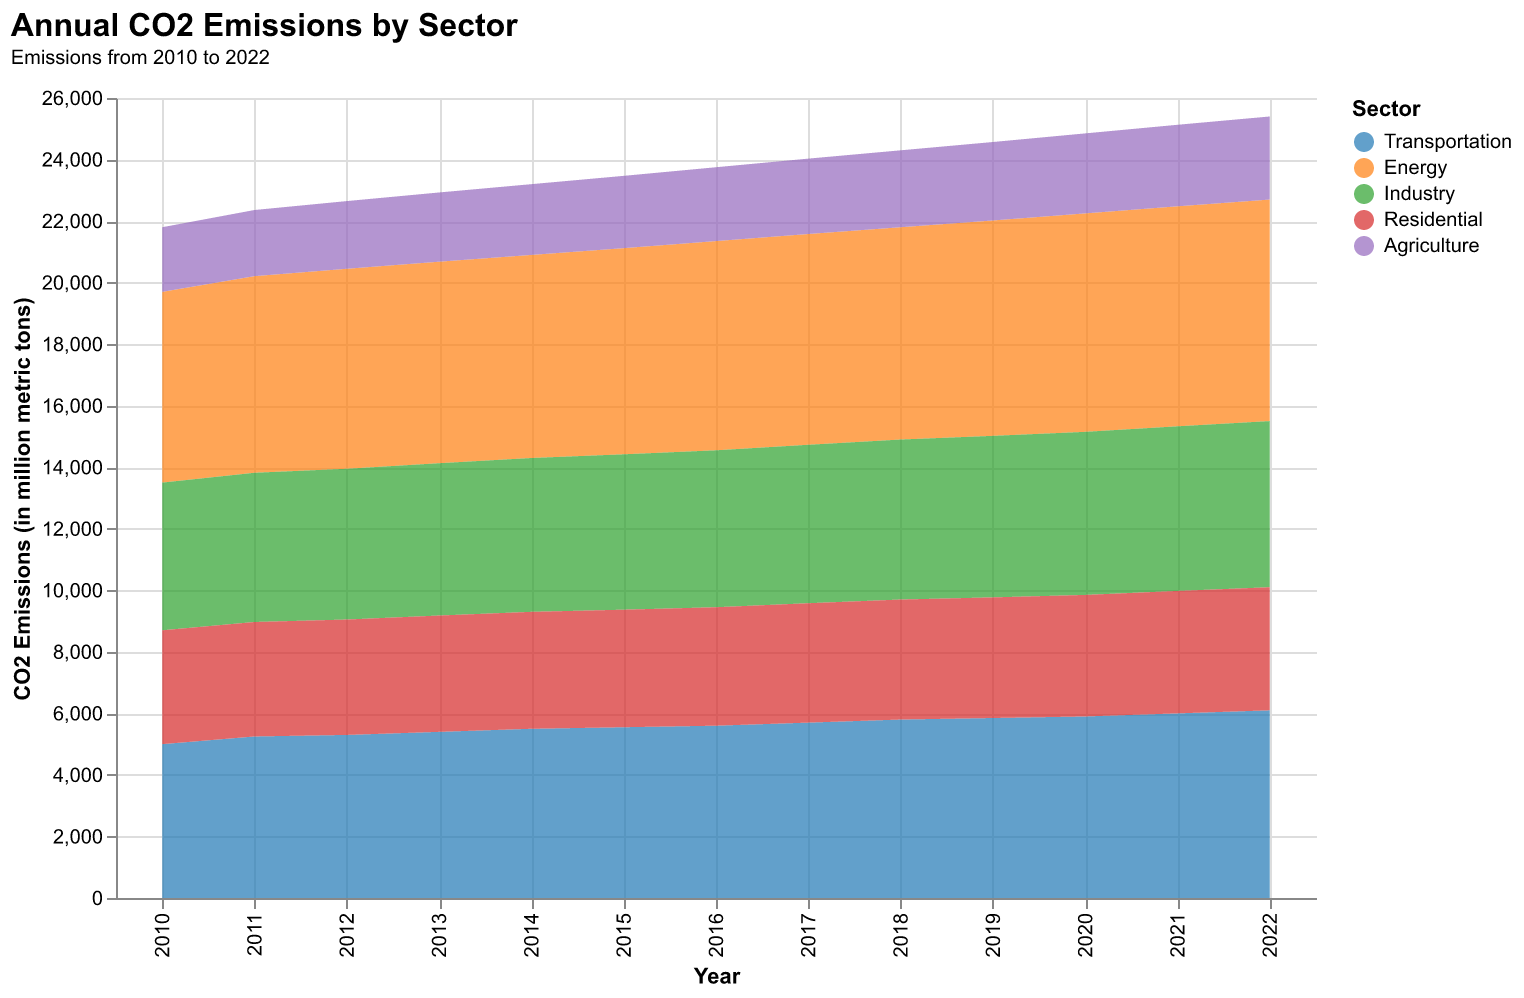 Annual CO2 Emissions by Sector
Emissions from 2010 to 2022
CO2 Emissions (in million metric tons)
26,000
24,000
22,000
20,000
18,000
16,000
14,000
12,000
10,000
8,000
6,000
4,000
2,000
0
2010
2011
2012
2013
2014
2015
2016
2017
2018
2019
2020
2021
2022
Year
Sector
Transportation
Energy
Industry
Residential
Agriculture